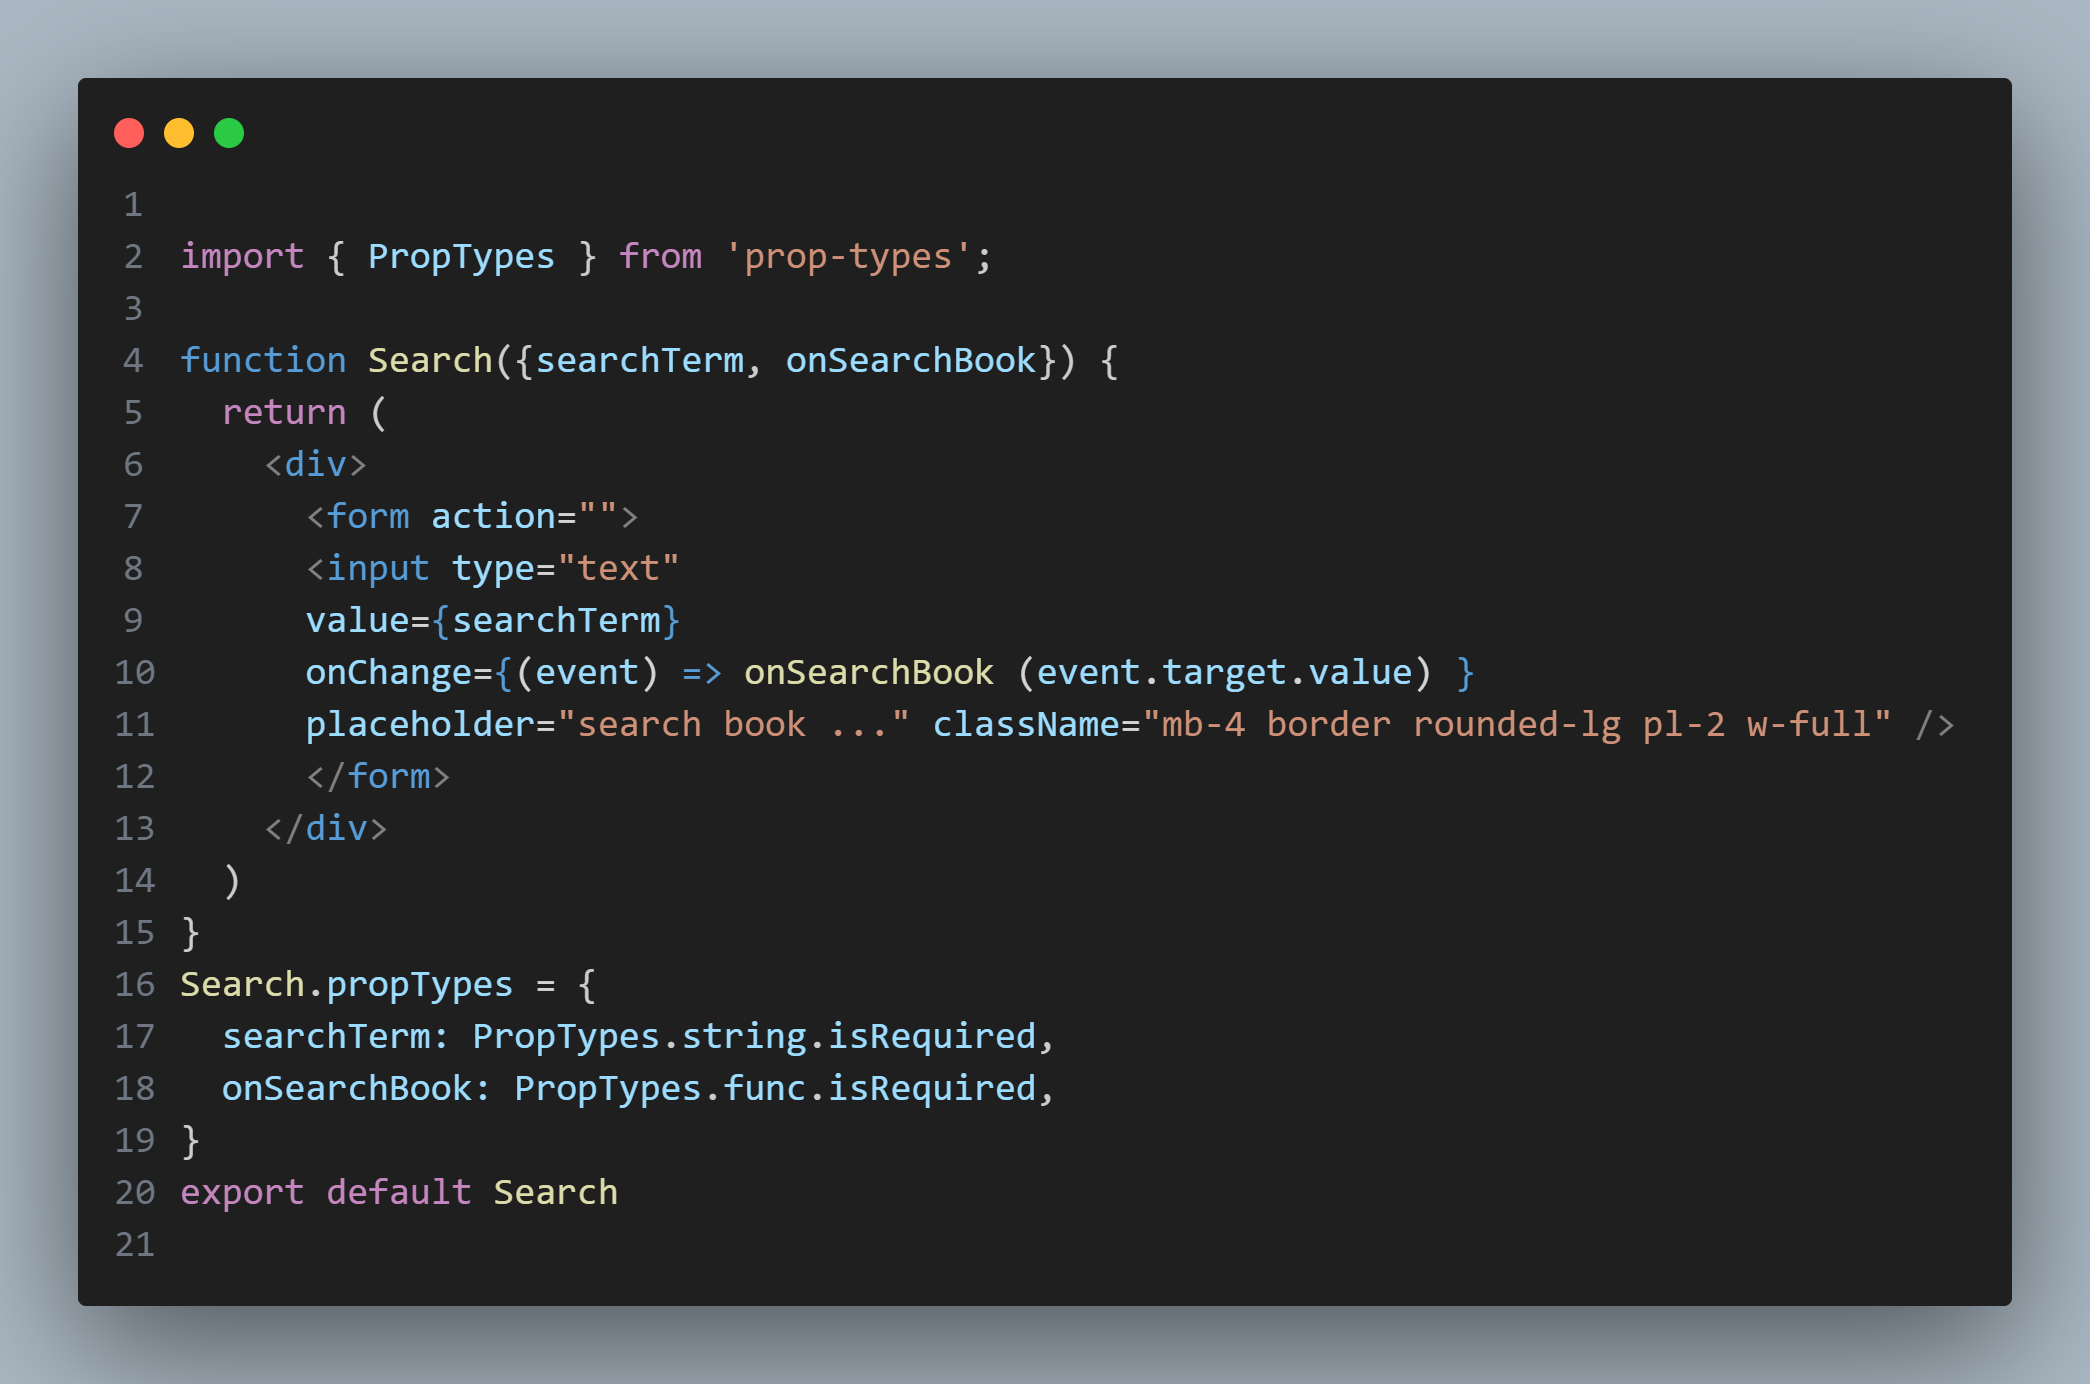 1
2 import { PropTypes } from 'prop-types';
3
4 function Search({searchTerm, onSearchBook}) {
5   return (
6     <div>
7       <form action="">
8       <input type="text"
9       value={searchTerm}
10       onChange={(event) => onSearchBook (event.target.value) }
11       placeholder="search book ..." className="mb-4 border rounded-lg pl-2 w-full" />
12       </form>
13     </div>
14   )
15 }
16 Search.propTypes = {
17   searchTerm: PropTypes.string.isRequired,
18   onSearchBook: PropTypes.func.isRequired,
19 }
20 export default Search
21